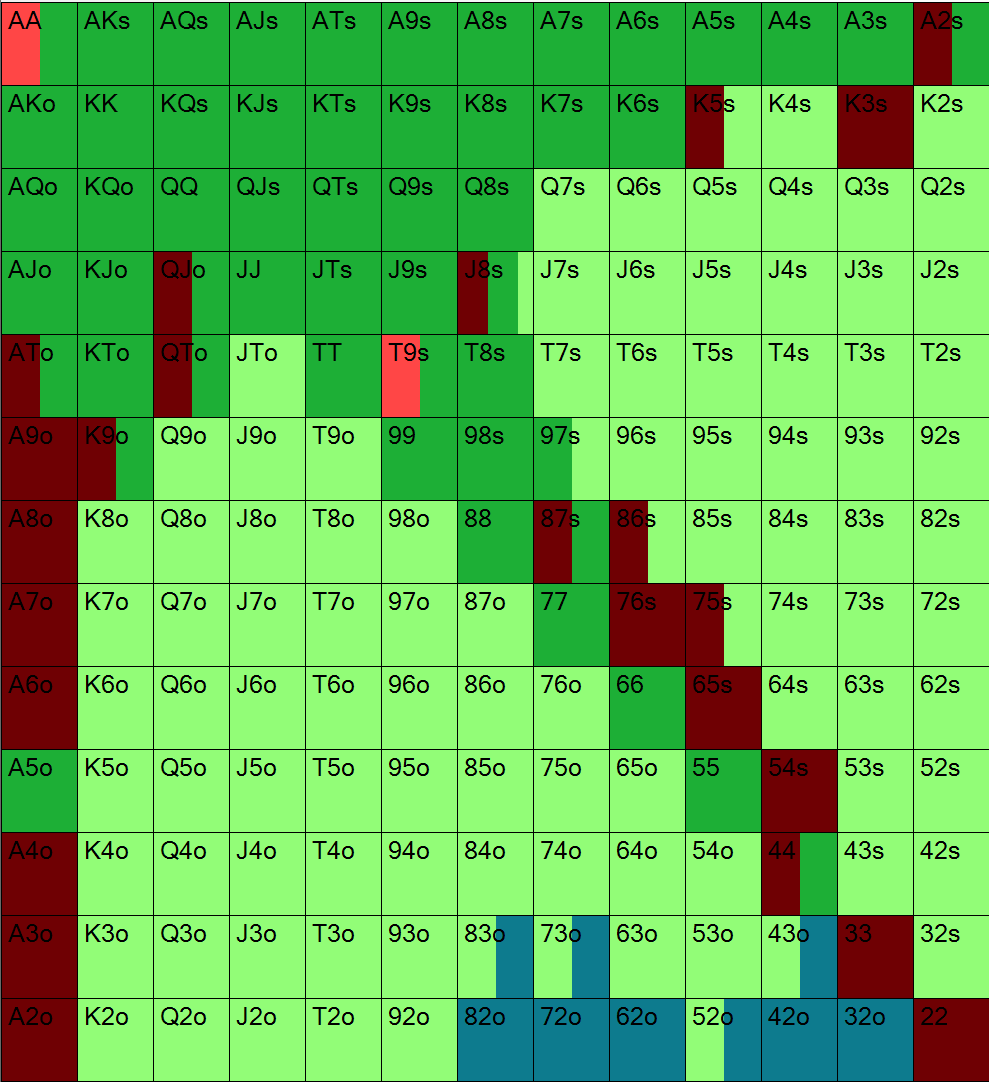 AA AKs AQs AJs ATs A9s A8s A7s A6s A5s A4s A3s A2s
AKo KK KQs KJs KTs K9s K8s K7s K6s K5s K4s K3s K2s
AQo KQo QQ QJs QTs Q9s Q8s Q7s Q6s Q5s Q4s Q3s Q2s
AJo KJo QJo JJ JTs J9s J8s J7s J6s J5s J4s J3s J2s
ATo KTo QTo JTo TT T9s T8s T7s T6s T5s T4s T3s T2s
A9o K9o Q9o J9o T9o 99 98s 97s 96s 95s 94s 93s 92s
A8o K8o Q8o J8o T8o 98o 88 87s 86s 85s 84s 83s 82s
A7o K7o Q7o J7o T7o 97o 87o 77 76s 75s 74s 73s 72s
A6o K6o Q6o J6o T6o 96o 86o 76o 66 65s 64s 63s 62s
A5o K5o Q5o J5o T5o 95o 85o 75o 65o 55 54s 53s 52s
A4o K4o Q4o J4o T4o 94o 84o 74o 64o 54o 44 43s 42s
A3o K3o Q3o J3o T3o 93o 83o 73o 63o 53o 43o 33 32s
A2o K2o Q2o J2o T2o 92o 82o 72o 62o 52o 42o 32o 22